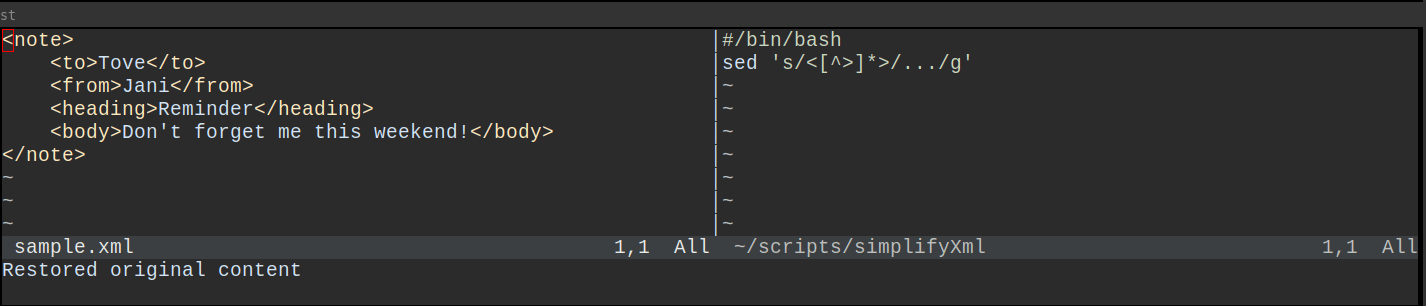 st
<note>
    <to>Tove</to>
    <from>Jani</from>
    <heading>Reminder</heading>
    <body>Don't forget me this weekend!</body>
</note>
~
~
~
sample.xml 1,1 All
|#/bin/bash
|sed 's/<[^>]*>/.../g'
|~
|~
|~
|~
|~
|~
|~
~/scripts/simplifyXml 1,1 All
Restored original content